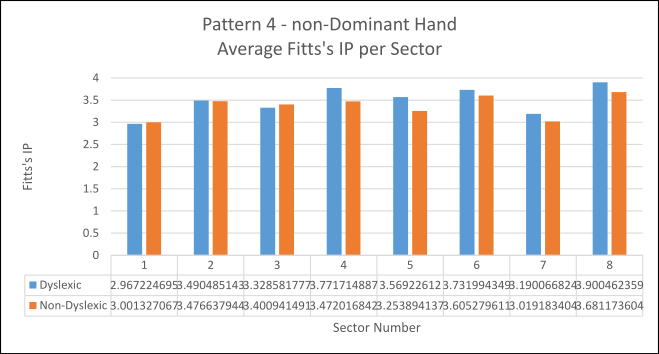 Pattern 4 - non-Dominant Hand
Average Fitts's IP per Sector
Fitts's IP
4
3.5
3
2.5
2
1.5
1
0.5
0
1 2 3 4 5 6 7 8
Dyslexic 2.967224695 3.490485143 3.328581777 3.771714887 3.56922612 3.731994349 3.190066824 3.900462359
Non-Dyslexic 3.001327067 3.476637944 3.400941491 3.472016842 3.253894137 3.605279611 3.019183404 3.681173604
Sector Number